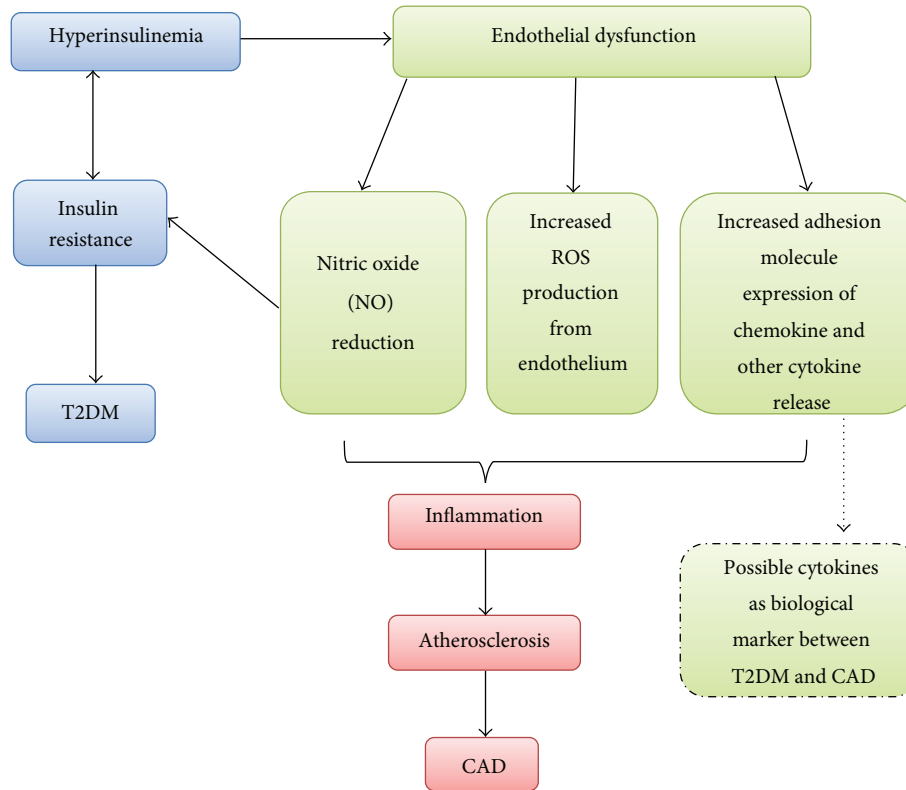 Hyperinsulinemia
Endothelial dysfunction
Insulin
resistance
Nitric oxide
(NO)
reduction
Increased
ROS
production
from
endothelium
Increased adhesion
molecule
expression of
chemokine and
other cytokine
release
T2DM
Inflammation
Possible cytokines
as biological
marker between
T2DM and CAD
Atherosclerosis
CAD